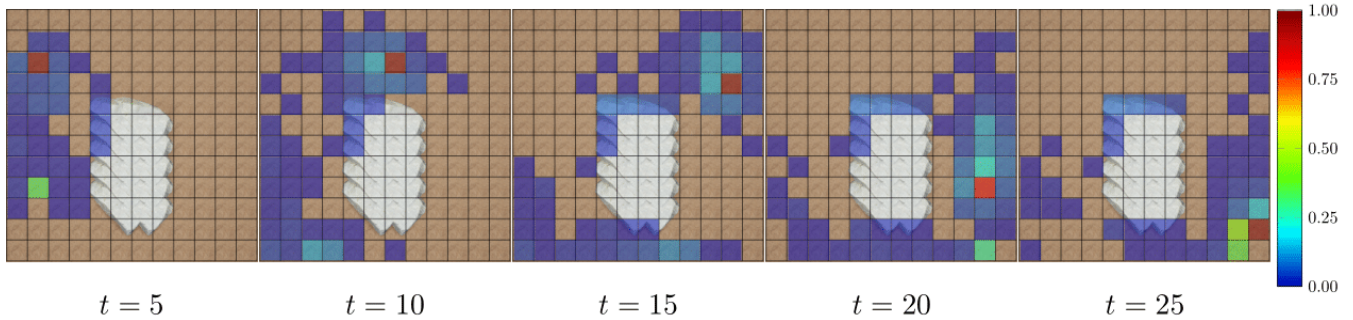 1.00
0.75
0.50
0.25
0.00
t = 5
t = 10
t = 15
t = 20
t = 25